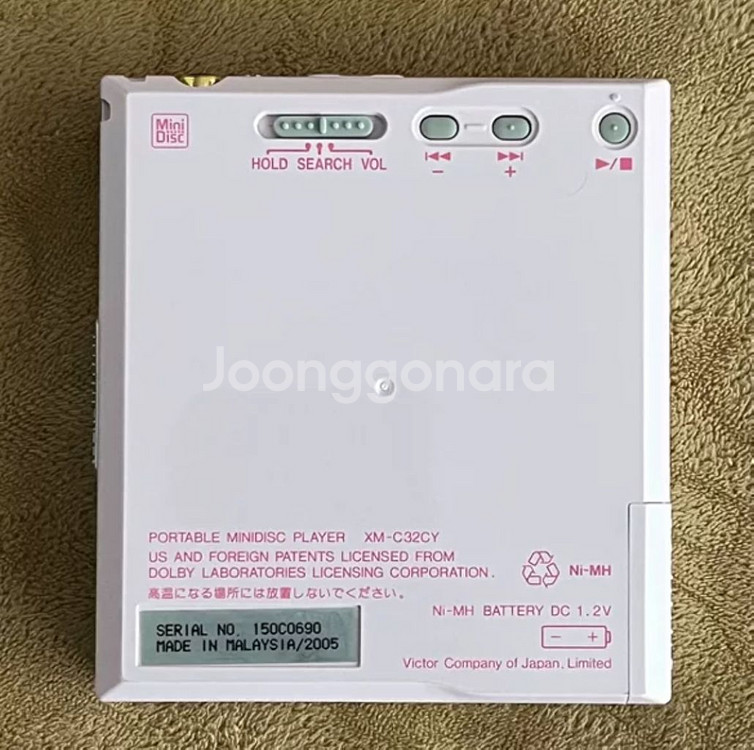 Mini
Disc
HOLD SEARCH VOL
⏮ ⏭ ▶/■
− +
Joonggonara
PORTABLE MINIDISC PLAYER XM-C32CY
US AND FOREIGN PATENTS LICENSED FROM
DOLBY LABORATORIES LICENSING CORPORATION.
Ni-MH
高温になる場所には放置しないでください。
Ni-MH BATTERY DC 1.2V
− +
SERIAL NO. 150C0690
MADE IN MALAYSIA/2005
Victor Company of Japan, Limited